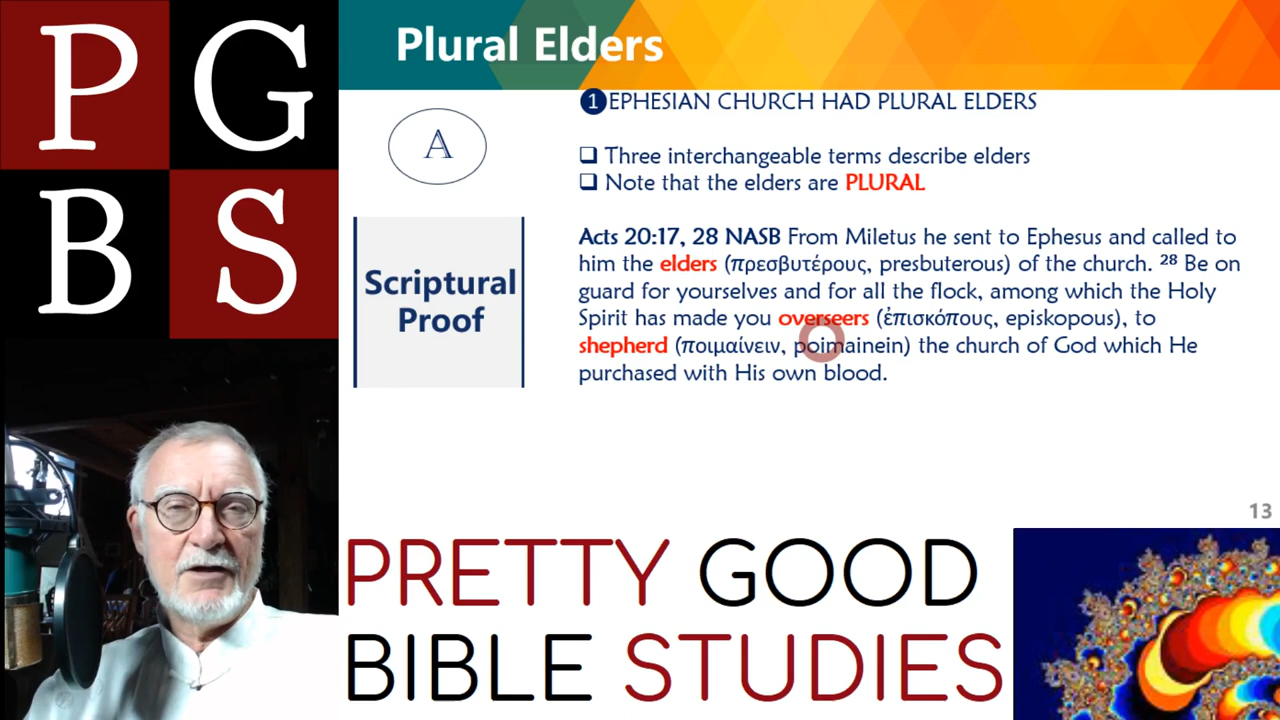 PG
BS
Plural Elders
A
Scriptural
Proof
1 EPHESIAN CHURCH HAD PLURAL ELDERS
❑ Three interchangeable terms describe elders
❑ Note that the elders are PLURAL
Acts 20:17, 28 NASB From Miletus he sent to Ephesus and called to
him the elders (πρεσβυτέρους, presbuterous) of the church. ²⁸ Be on
guard for yourselves and for all the flock, among which the Holy
Spirit has made you overseers (ἐπισκόπους, episkopous), to
shepherd (ποιμαίνειν, poimainein) the church of God which He
purchased with His own blood.
13
PRETTY GOOD
BIBLE STUDIES